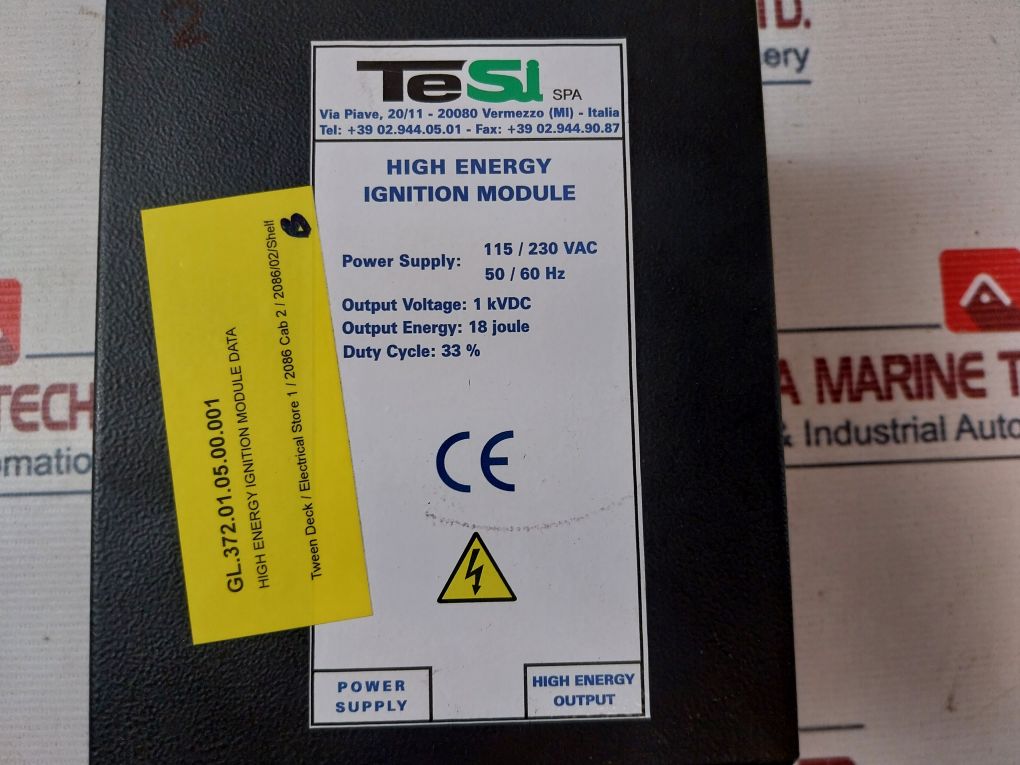 TeSi SPA
Via Piave, 20/11 - 20080 Vermezzo (MI) - Italia
Tel: +39 02.944.05.01 - Fax: +39 02.944.90.87
HIGH ENERGY
IGNITION MODULE
Power Supply: 115 / 230 VAC
50 / 60 Hz
Output Voltage: 1 kVDC
Output Energy: 18 joule
Duty Cycle: 33 %
CE
POWER
SUPPLY
HIGH ENERGY
OUTPUT
GL.372.01.05.00.001
HIGH ENERGY IGNITION MODULE DATA
Tween Deck / Electrical Store 1 / 2086 Cab 2 / 2086/02/Shelf
B
2
TD.
ery
TECH
omatio
A MARINE T
& Industrial Auto